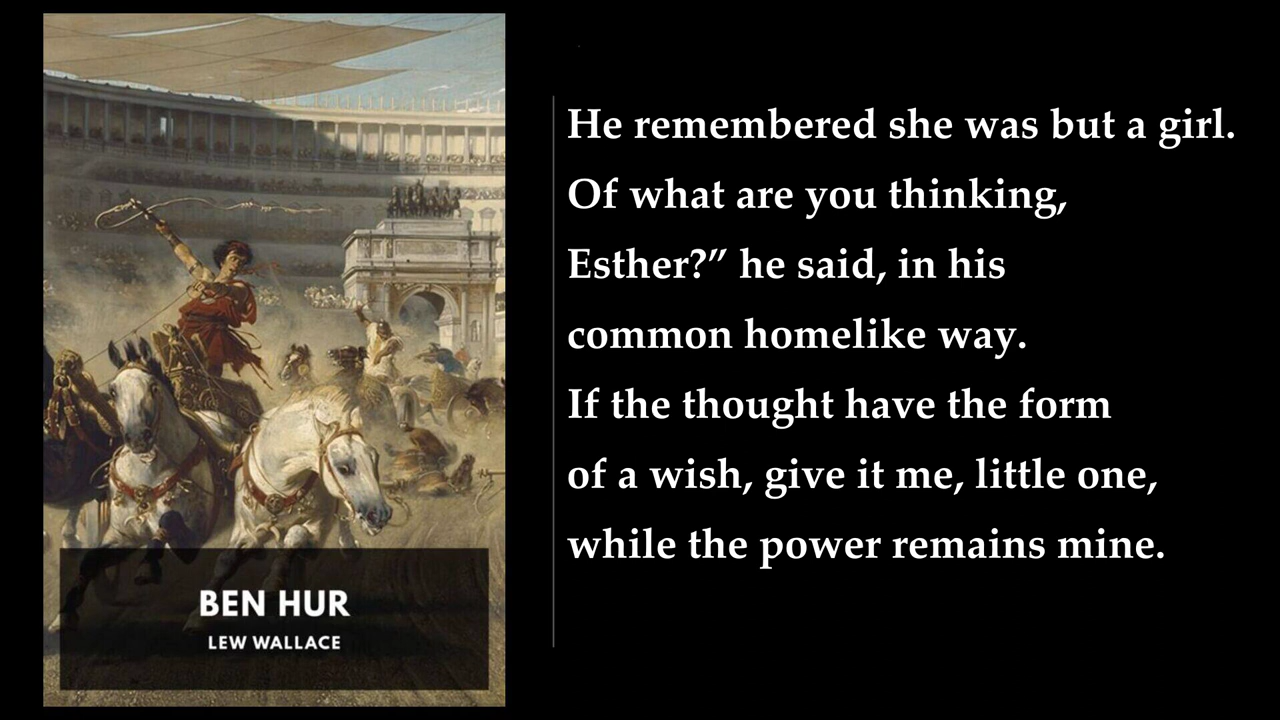 BEN HUR
LEW WALLACE
He remembered she was but a girl.
Of what are you thinking,
Esther?” he said, in his
common homelike way.
If the thought have the form
of a wish, give it me, little one,
while the power remains mine.